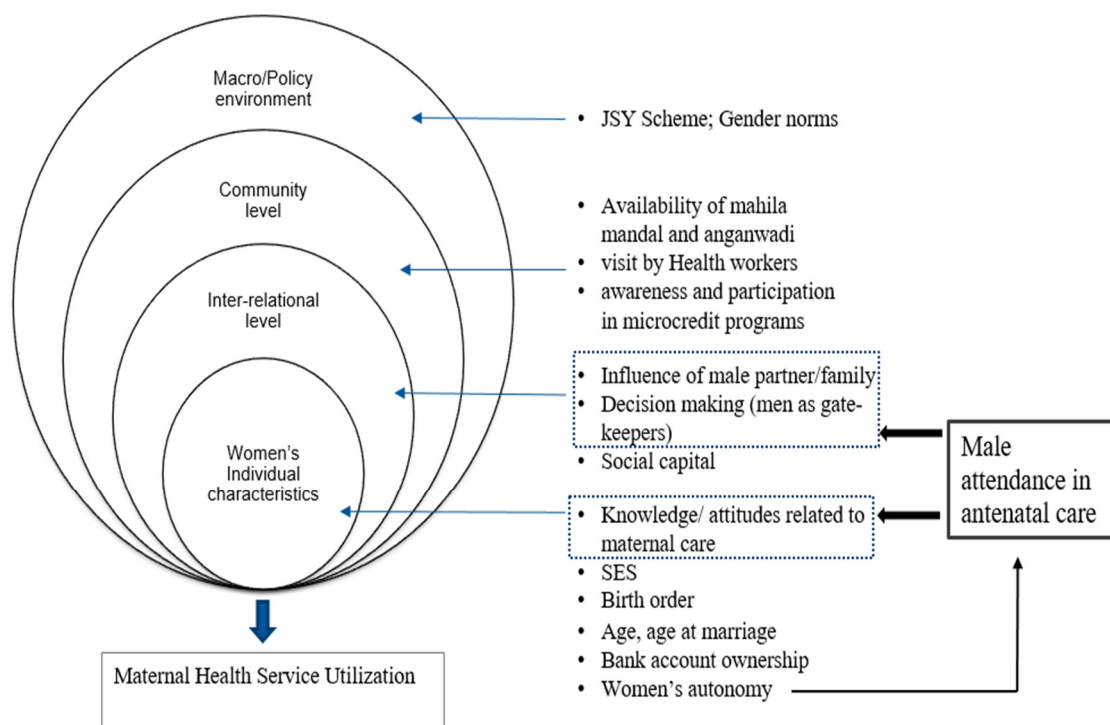 Macro/Policy
environment
Community
level
Inter-relational
level
Women's
Individual
characteristics
Maternal Health Service Utilization
• JSY Scheme; Gender norms
• Availability of mahila
mandal and anganwadi
• visit by Health workers
• awareness and participation
in microcredit programs
• Influence of male partner/family
• Decision making (men as gate-
keepers)
• Social capital
• Knowledge/ attitudes related to
maternal care
• SES
• Birth order
• Age, age at marriage
• Bank account ownership
• Women's autonomy
Male
attendance in
antenatal care